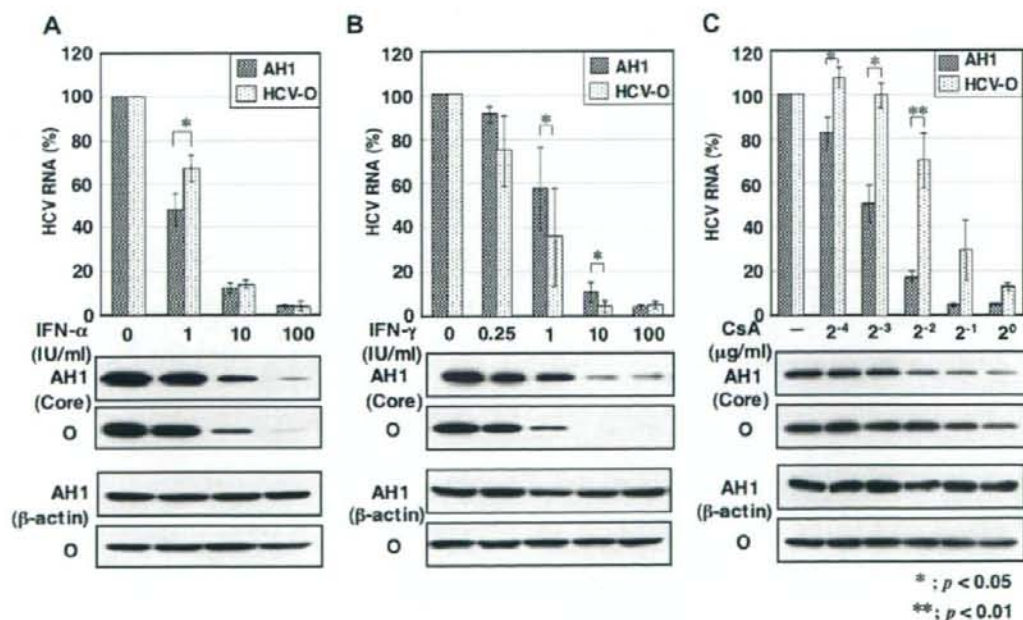 A
120
100
80
60
40
20
0
HCV RNA (%)
AH1
HCV-O
*
IFN-α
(IU/ml)
0 1 10 100
AH1
(Core)
O
AH1
(β-actin)
O
B
120
100
80
60
40
20
0
HCV RNA (%)
AH1
HCV-O
*
*
IFN-γ
(IU/ml)
0 0.25 1 10 100
AH1
(Core)
O
AH1
(β-actin)
O
C
120
100
80
60
40
20
0
HCV RNA (%)
AH1
HCV-O
*
*
**
CsA
(μg/ml)
– 2⁻⁴ 2⁻³ 2⁻² 2⁻¹ 2⁰
AH1
(Core)
O
AH1
(β-actin)
O
* ; p < 0.05
** ; p < 0.01